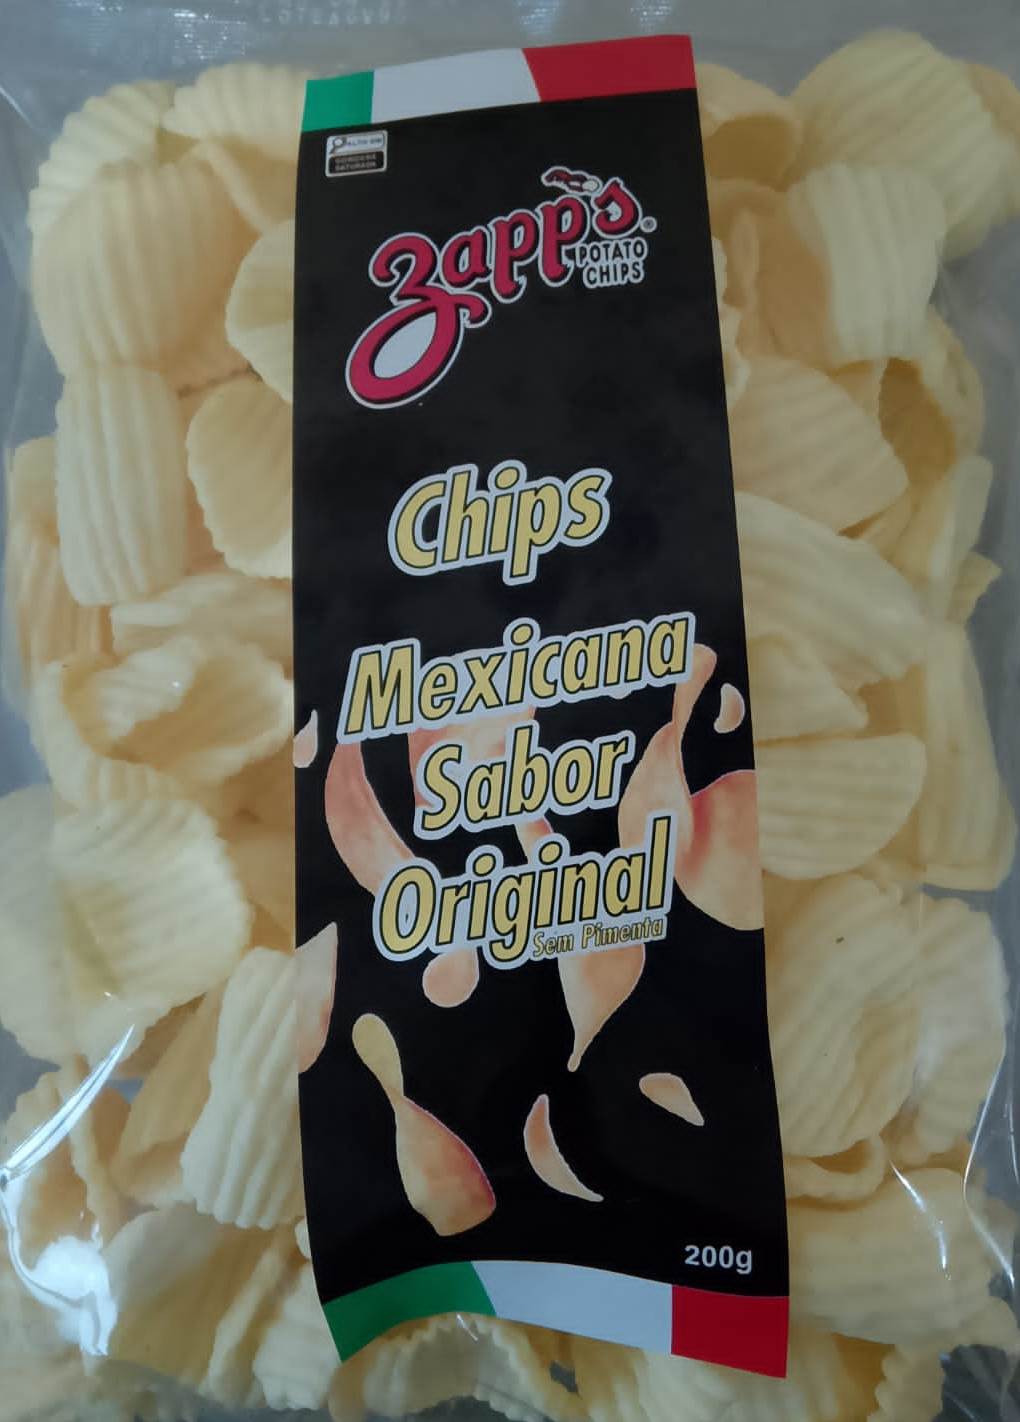 ALTO EM
GORDURA
SATURADA
Zapp's®
POTATO
CHIPS
Chips
Mexicana
Sabor
Original
Sem Pimenta
200g